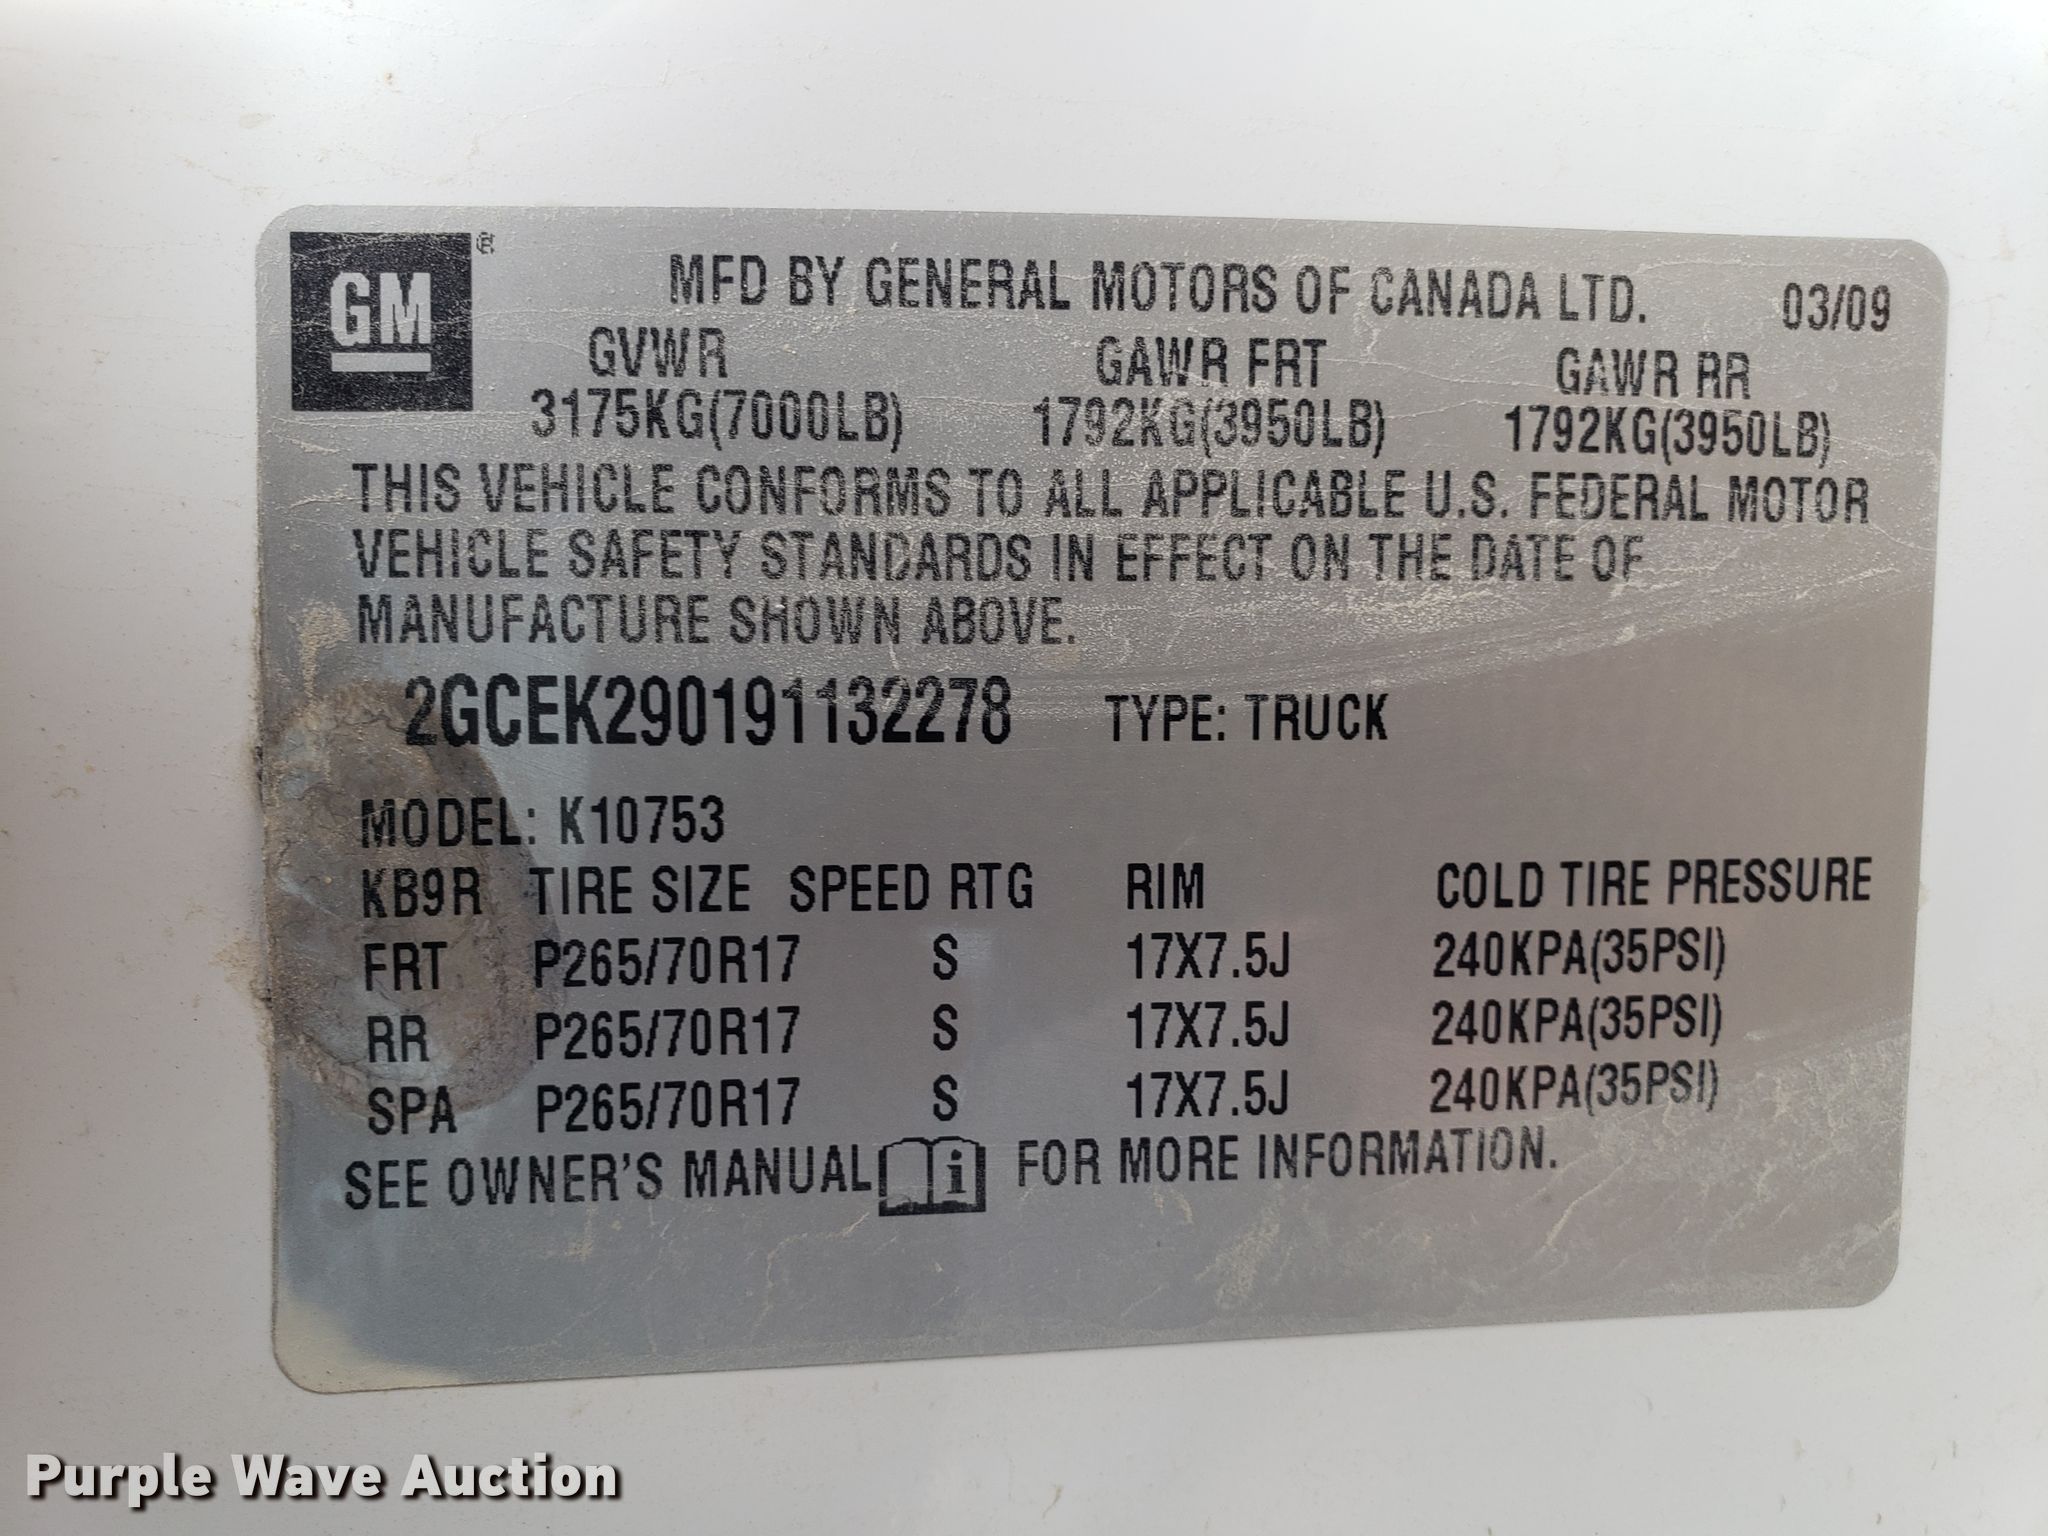 GM®
MFD BY GENERAL MOTORS OF CANADA LTD. 03/09
GVWR GAWR FRT GAWR RR
3175KG(7000LB) 1792KG(3950LB) 1792KG(3950LB)
THIS VEHICLE CONFORMS TO ALL APPLICABLE U.S. FEDERAL MOTOR
VEHICLE SAFETY STANDARDS IN EFFECT ON THE DATE OF
MANUFACTURE SHOWN ABOVE.
2GCEK290191132278 TYPE: TRUCK
MODEL: K10753
KB9R TIRE SIZE SPEED RTG RIM COLD TIRE PRESSURE
FRT P265/70R17 S 17X7.5J 240KPA(35PSI)
RR P265/70R17 S 17X7.5J 240KPA(35PSI)
SPA P265/70R17 S 17X7.5J 240KPA(35PSI)
SEE OWNER'S MANUAL i FOR MORE INFORMATION.
Purple Wave Auction